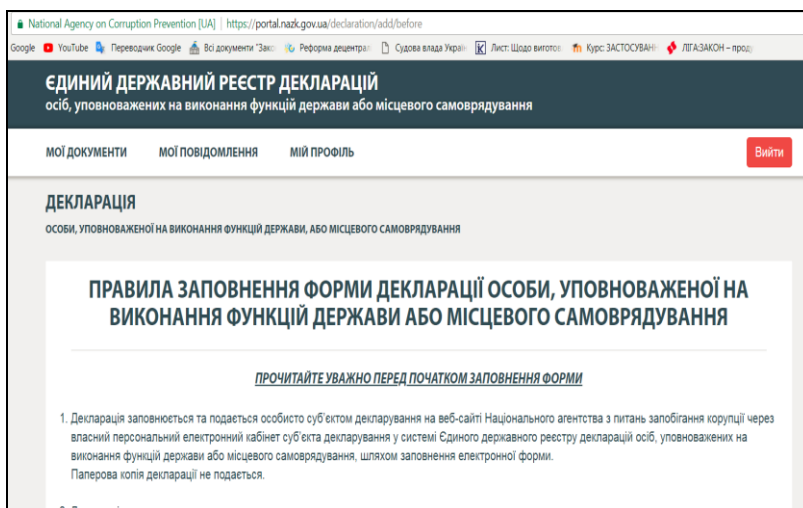 National Agency on Corruption Prevention [UA] | https://portal.nazk.gov.ua/declaration/add/before
Google YouTube Переводчик Google Всі документи "Зако Реформа децентрал Судова влада Украї Лист: Щодо виготов Курс: ЗАСТОСУВАН ЛІГА:ЗАКОН – прод
ЄДИНИЙ ДЕРЖАВНИЙ РЕЄСТР ДЕКЛАРАЦІЙ
осіб, уповноважених на виконання функцій держави або місцевого самоврядування
МОЇ ДОКУМЕНТИ МОЇ ПОВІДОМЛЕННЯ МІЙ ПРОФІЛЬ Вийти
ДЕКЛАРАЦІЯ
ОСОБИ, УПОВНОВАЖЕНОЇ НА ВИКОНАННЯ ФУНКЦІЙ ДЕРЖАВИ, АБО МІСЦЕВОГО САМОВРЯДУВАННЯ
ПРАВИЛА ЗАПОВНЕННЯ ФОРМИ ДЕКЛАРАЦІЇ ОСОБИ, УПОВНОВАЖЕНОЇ НА
ВИКОНАННЯ ФУНКЦІЙ ДЕРЖАВИ АБО МІСЦЕВОГО САМОВРЯДУВАННЯ
ПРОЧИТАЙТЕ УВАЖНО ПЕРЕД ПОЧАТКОМ ЗАПОВНЕННЯ ФОРМИ
1. Декларація заповнюється та подається особисто суб'єктом декларування на веб-сайті Національного агентства з питань запобігання корупції через
власний персональний електронний кабінет суб'єкта декларування у системі Єдиного державного реєстру декларацій осіб, уповноважених на
виконання функцій держави або місцевого самоврядування, шляхом заповнення електронної форми.
Паперова копія декларації не подається.